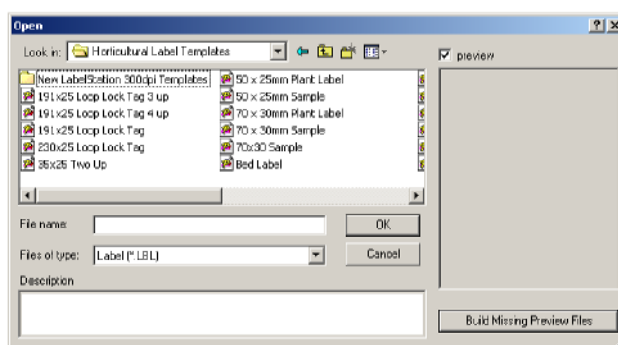 Open
Look in: Horticultural Label Templates
preview
New LabelStation 300dpi Templates
191x25 Loop Lock Tag 3 up
191x25 Loop Lock Tag 4 up
191x25 Loop Lock Tag
230x25 Loop Lock Tag
35x25 Two Up
50 x 25mm Plant Label
50 x 25mm Sample
70 x 30mm Plant Label
70 x 30mm Sample
70x30 Sample
Bed Label
File name:
OK
Files of type: Label (*.LBL)
Cancel
Description
Build Missing Preview Files